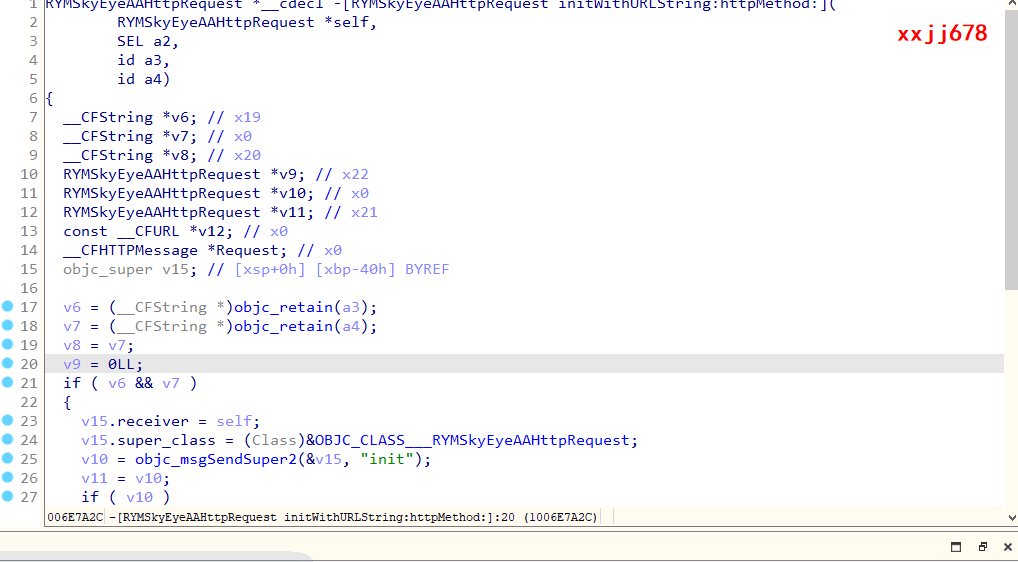 1 RYMSkyEyeAAHttpRequest *__cdecl -[RYMSkyEyeAAHttpRequest initWithURLString:httpMethod:](
2         RYMSkyEyeAAHttpRequest *self,
xxjj678
3         SEL a2,
4         id a3,
5         id a4)
6 {
7   __CFString *v6; // x19
8   __CFString *v7; // x0
9   __CFString *v8; // x20
10   RYMSkyEyeAAHttpRequest *v9; // x22
11   RYMSkyEyeAAHttpRequest *v10; // x0
12   RYMSkyEyeAAHttpRequest *v11; // x21
13   const __CFURL *v12; // x0
14   __CFHTTPMessage *Request; // x0
15   objc_super v15; // [xsp+0h] [xbp-40h] BYREF
16
17   v6 = (__CFString *)objc_retain(a3);
18   v7 = (__CFString *)objc_retain(a4);
19   v8 = v7;
20   v9 = 0LL;
21   if ( v6 && v7 )
22   {
23     v15.receiver = self;
24     v15.super_class = (Class)&OBJC_CLASS___RYMSkyEyeAAHttpRequest;
25     v10 = objc_msgSendSuper2(&v15, "init");
26     v11 = v10;
27     if ( v10 )
006E7A2C -[RYMSkyEyeAAHttpRequest initWithURLString:httpMethod:]:20 (1006E7A2C)